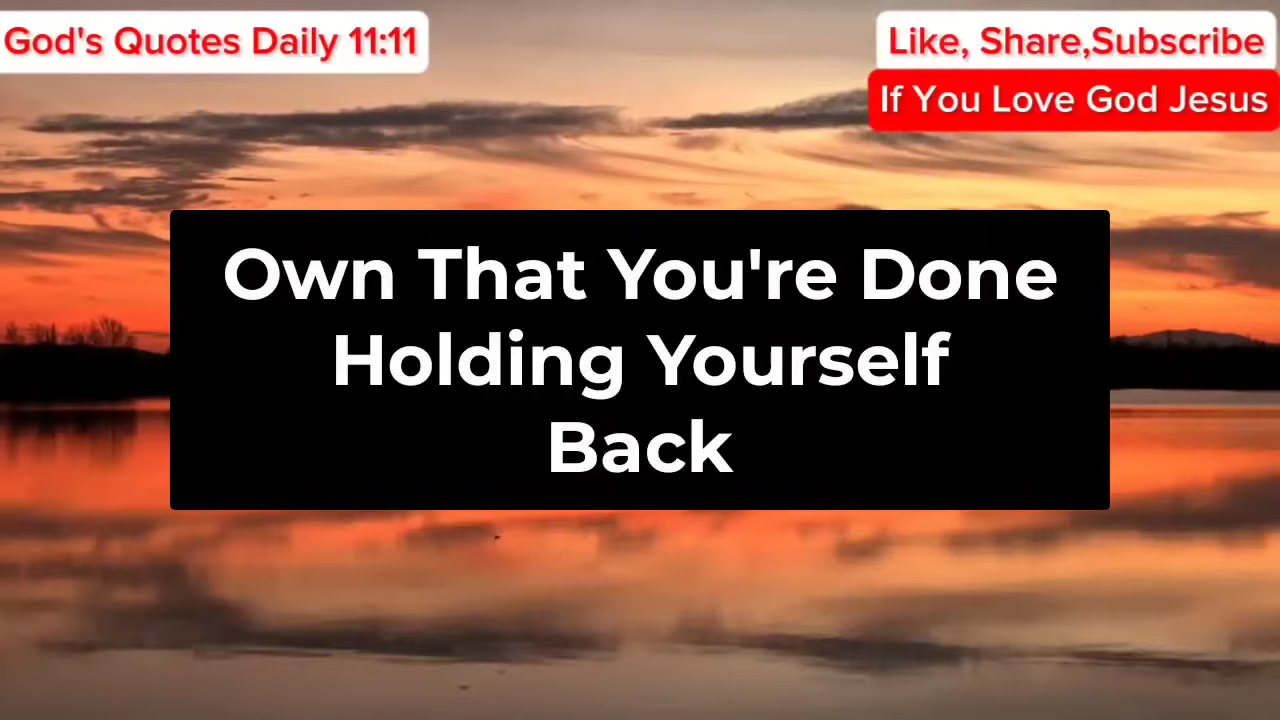 God's Quotes Daily 11:11
Like, Share,Subscribe
If You Love God Jesus
Own That You're Done
Holding Yourself
Back